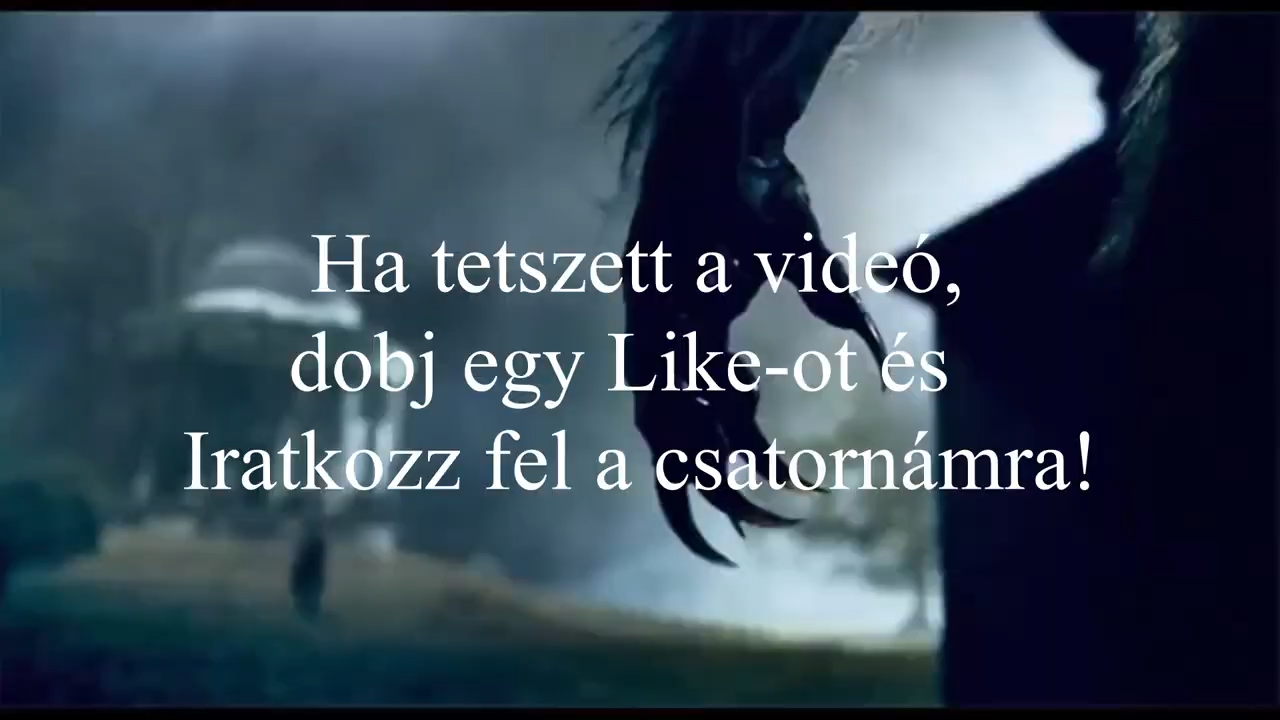 Ha tetszett a videó,
dobj egy Like-ot és
Iratkozz fel a csatornámra!